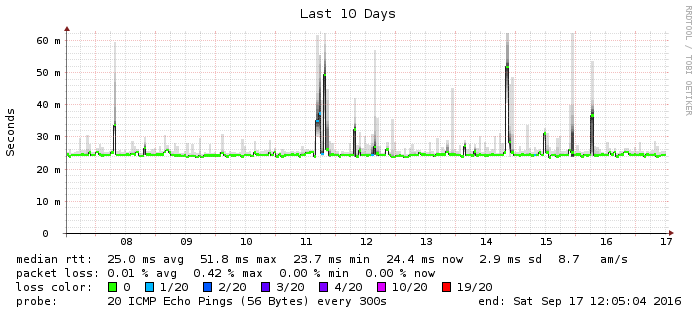 Last 10 Days
RRDTOOL / TOBI OETIKER
Seconds
60 m
50 m
40 m
30 m
20 m
10 m
0
08 09 10 11 12 13 14 15 16 17
median rtt: 25.0 ms avg 51.8 ms max 23.7 ms min 24.4 ms now 2.9 ms sd 8.7 am/s
packet loss: 0.01 % avg 0.42 % max 0.00 % min 0.00 % now
loss color: 0 1/20 2/20 3/20 4/20 10/20 19/20
probe: 20 ICMP Echo Pings (56 Bytes) every 300s end: Sat Sep 17 12:05:04 2016